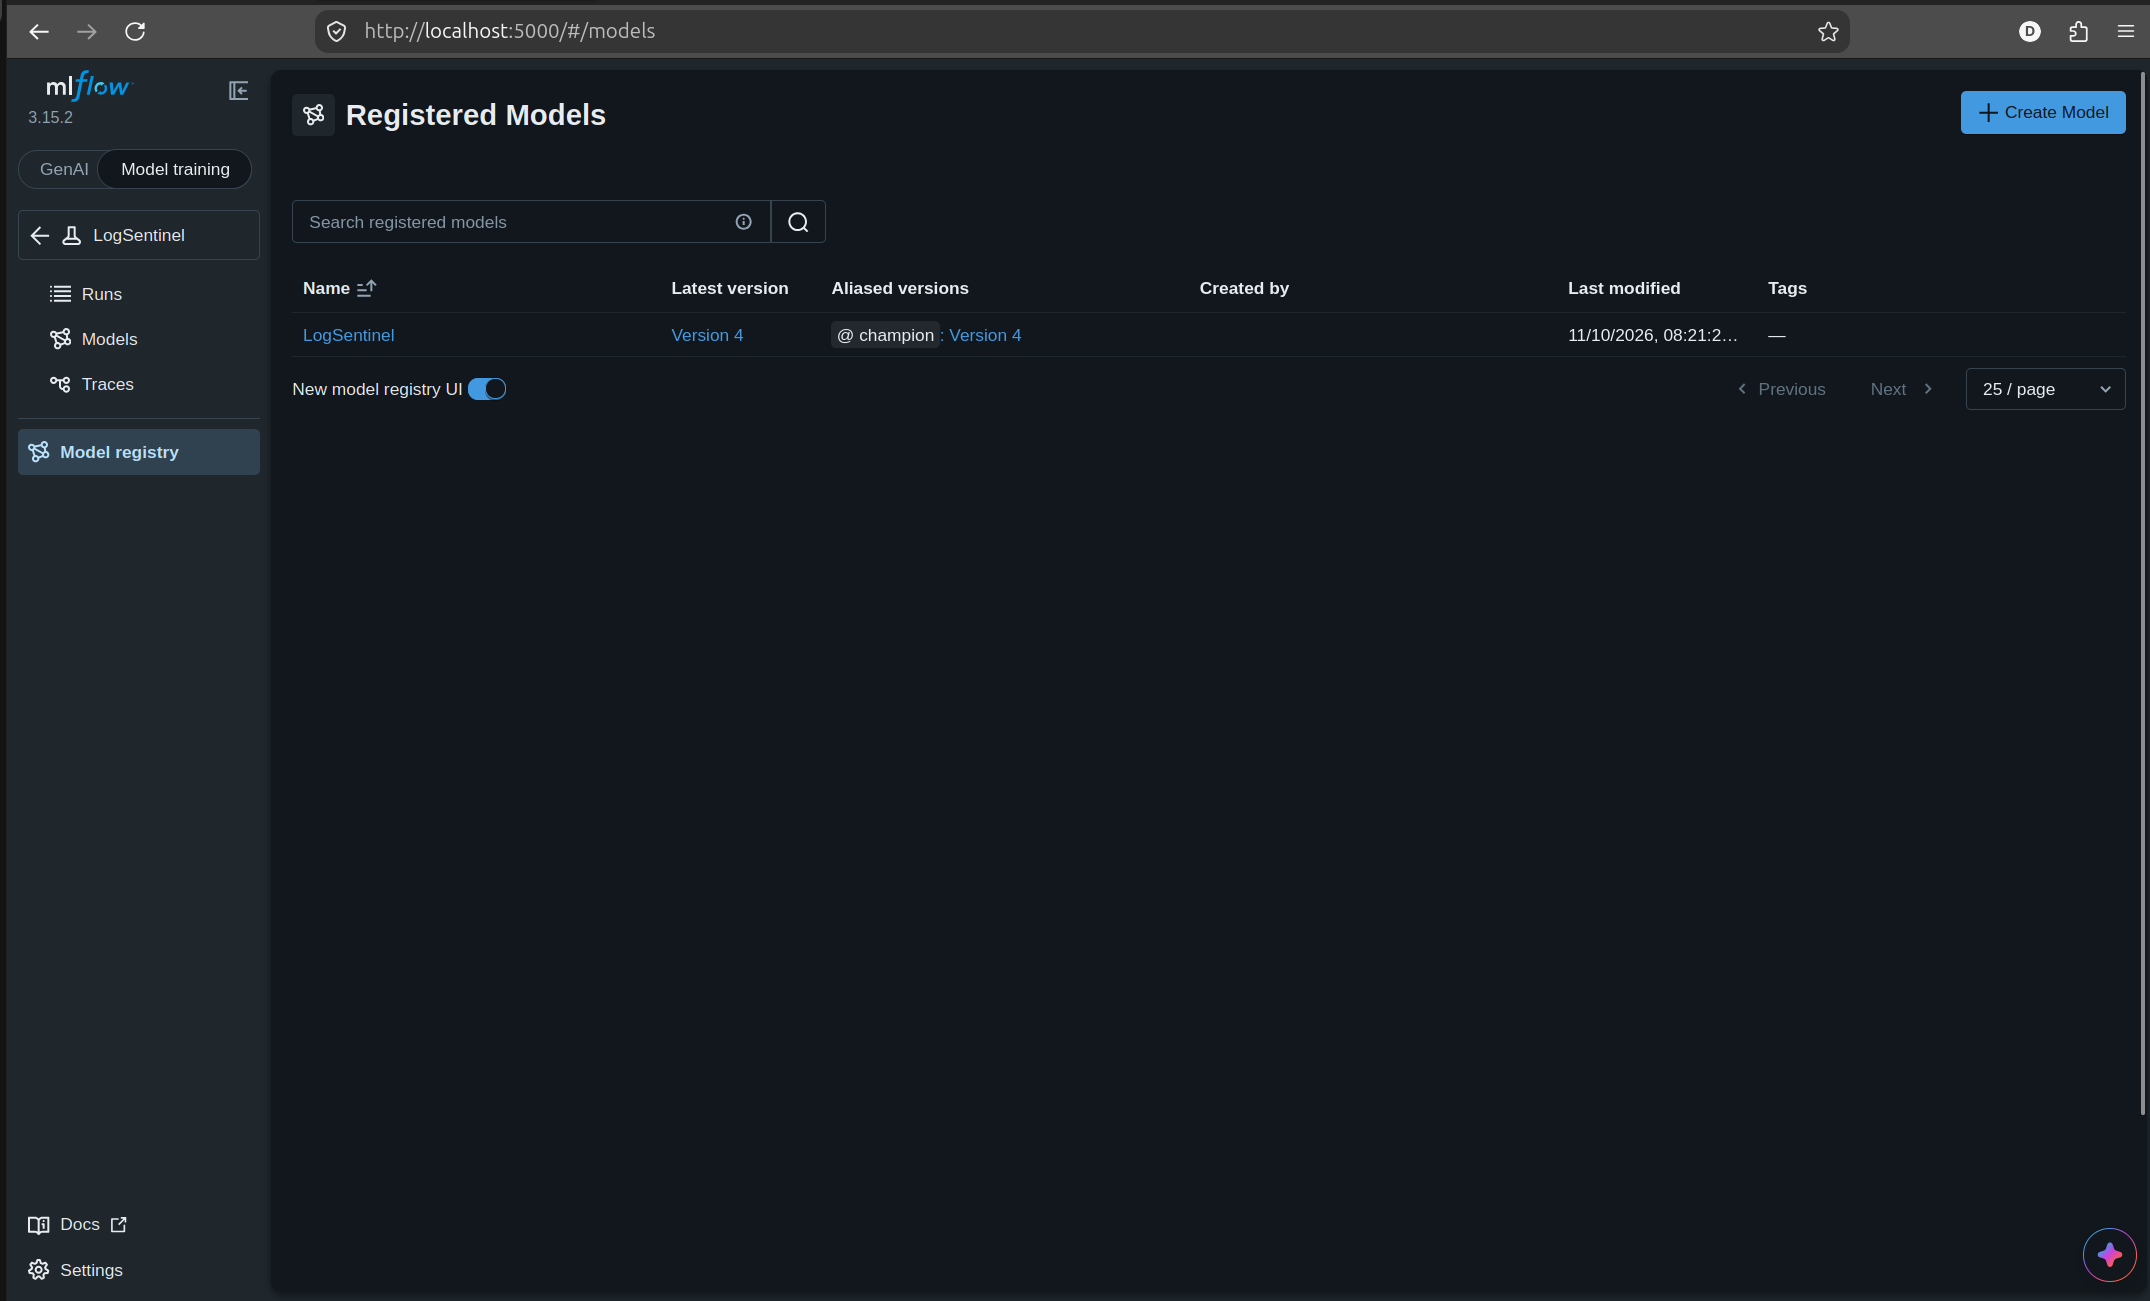 http://localhost:5000/#/models
D
mlflow
3.15.2
GenAI Model training
LogSentinel
Runs
Models
Traces
Model registry
Docs
Settings
Registered Models
Create Model
Search registered models
Name Latest version Aliased versions Created by Last modified Tags
LogSentinel Version 4 @ champion : Version 4 11/10/2026, 08:21:2… —
New model registry UI Previous Next 25 / page